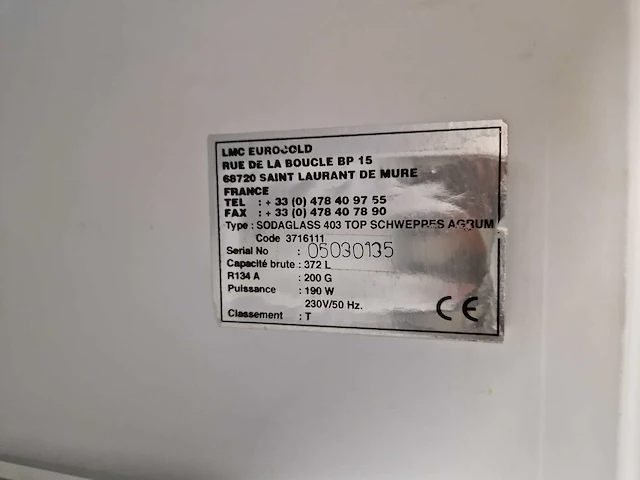 LMC EUROCOLD
RUE DE LA BOUCLE BP 15
68720 SAINT LAURANT DE MURE
FRANCE
TEL : + 33 (0) 478 40 97 55
FAX : + 33 (0) 478 40 78 90
Type : SODAGLASS 403 TOP SCHWEPPES AGRUM
Code 3716111
Serial No : 05030135
Capacité brute : 372 L
R134 A : 200 G
Puissance : 190 W
230V/50 Hz.
Classement : T
CE